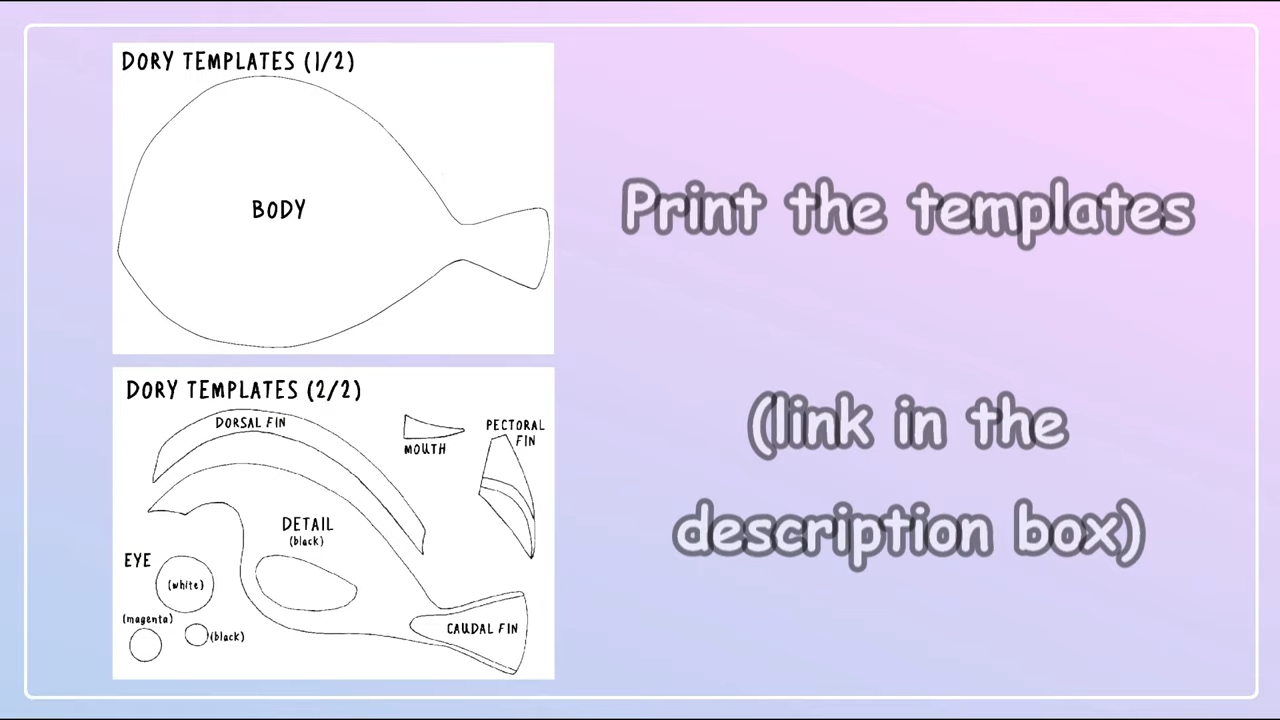 DORY TEMPLATES (1/2)
BODY
DORY TEMPLATES (2/2)
DORSAL FIN
MOUTH
PECTORAL
FIN
DETAIL
(black)
EYE
(white)
(magenta)
(black)
CAUDAL FIN
Print the templates
(link in the
description box)